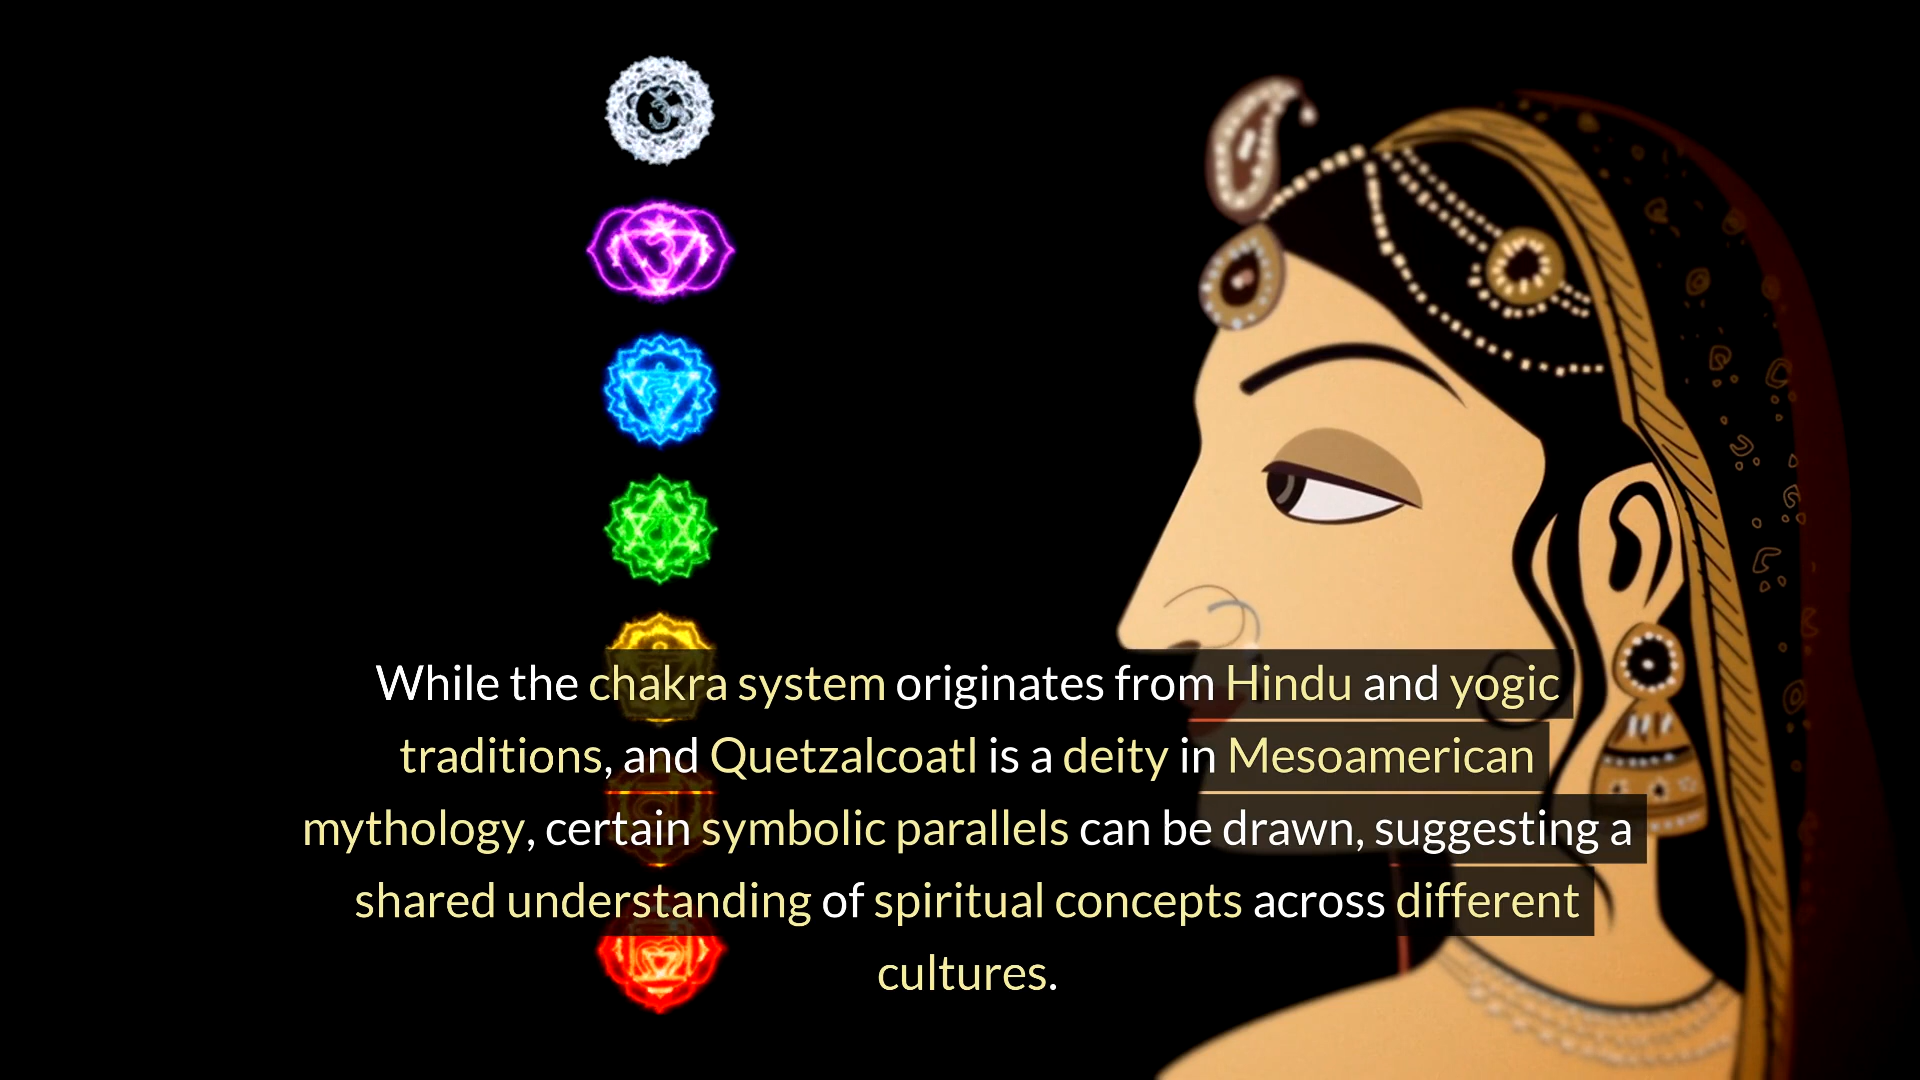 ॐ
ॐ
While the chakra system originates from Hindu and yogic
traditions, and Quetzalcoatl is a deity in Mesoamerican
mythology, certain symbolic parallels can be drawn, suggesting a
shared understanding of spiritual concepts across different
cultures.